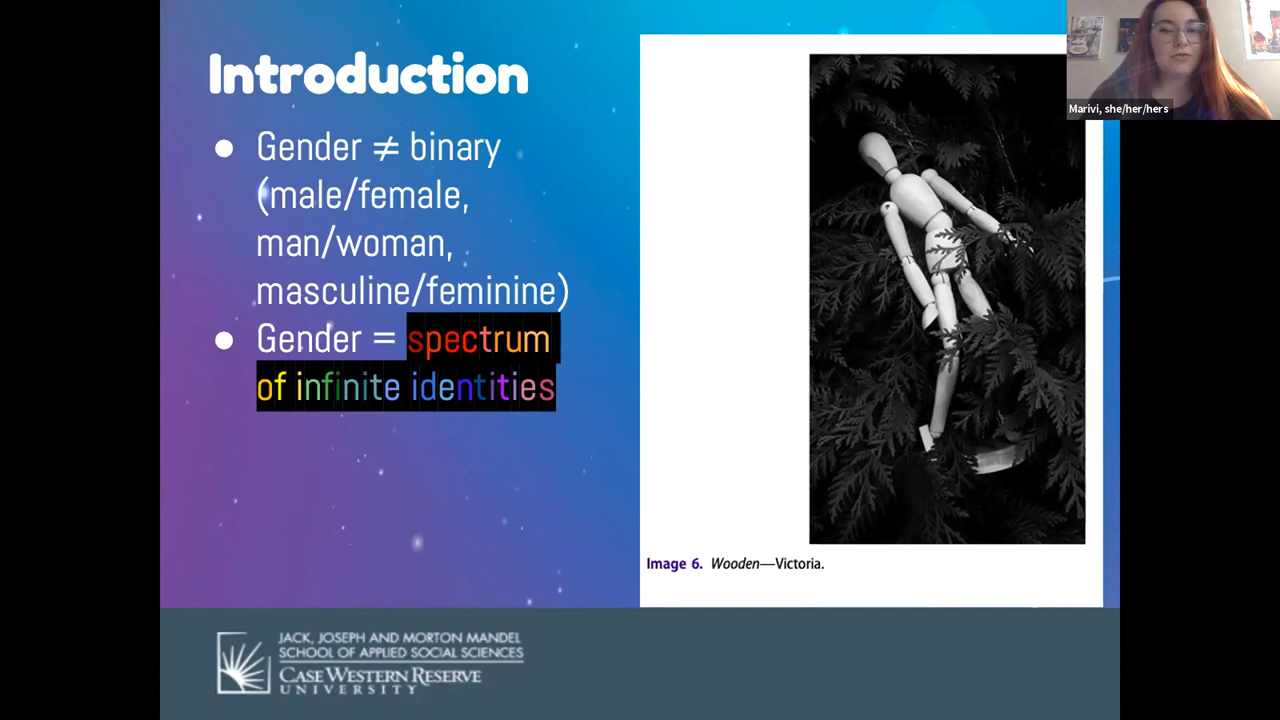 Introduction
● Gender ≠ binary
(male/female,
man/woman,
masculine/feminine)
● Gender = spectrum
of infinite identities
Image 6. Wooden—Victoria.
Marivi, she/her/hers
JACK, JOSEPH AND MORTON MANDEL
SCHOOL OF APPLIED SOCIAL SCIENCES
CASE WESTERN RESERVE
UNIVERSITY